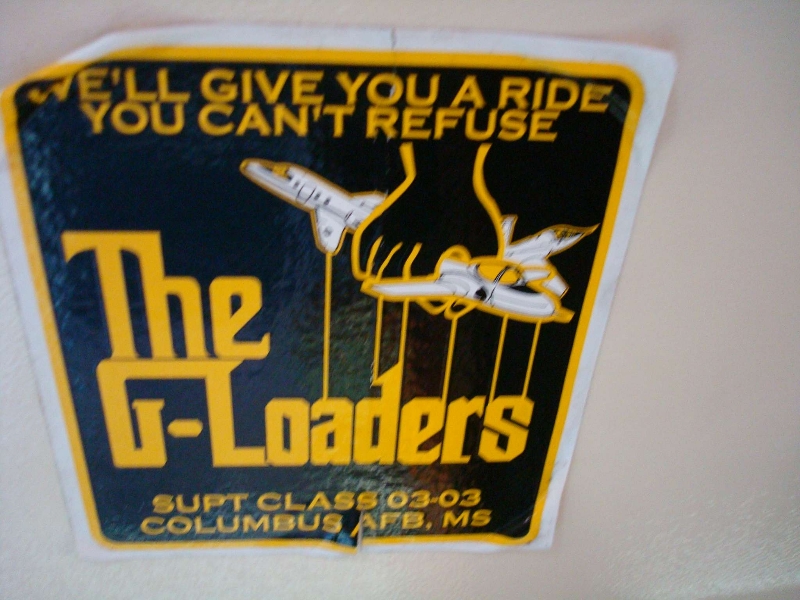 WE'LL GIVE YOU A RIDE
YOU CAN'T REFUSE
The
G-Loaders
SUPT CLASS 03-03
COLUMBUS AFB, MS